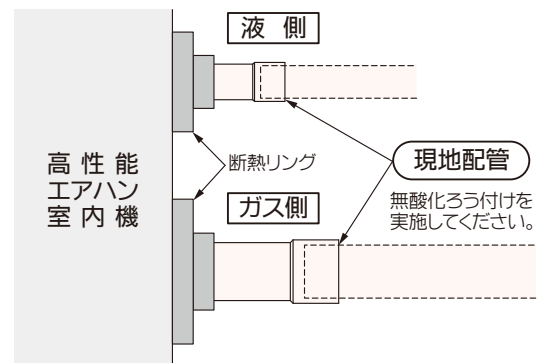 液 側
断熱リング
高 性 能
エアハン
室 内 機
ガス側
現地配管
無酸化ろう付けを
実施してください。